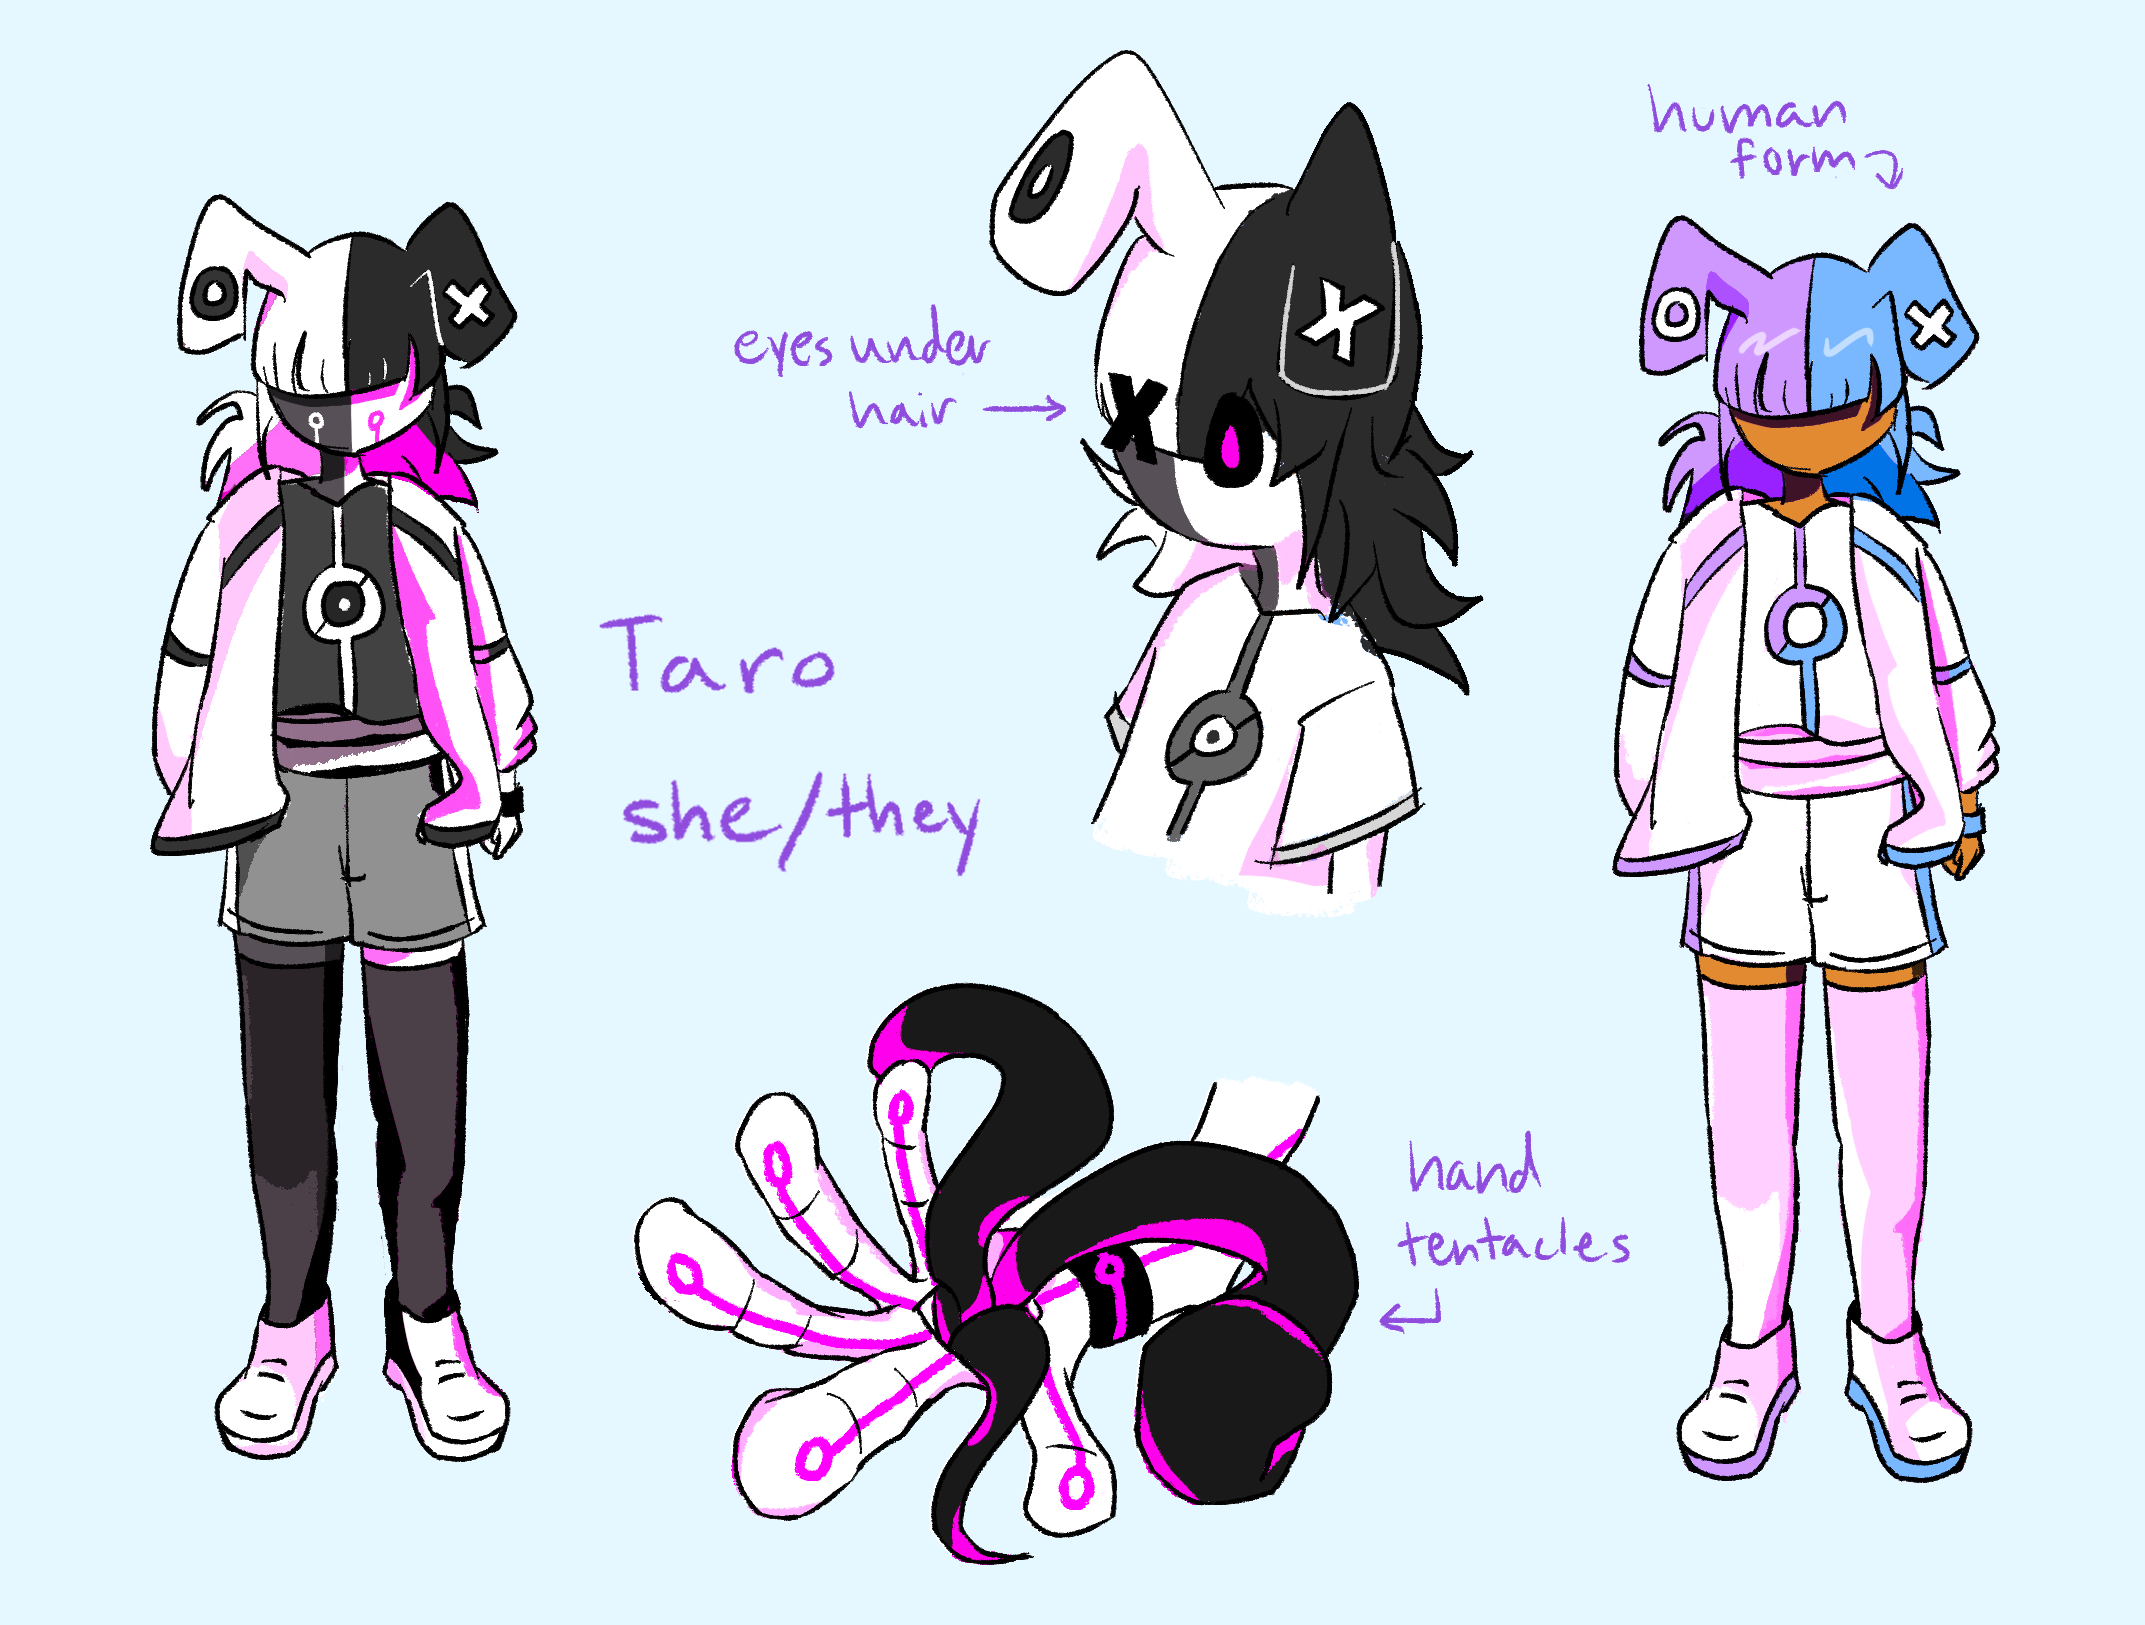 human
form
eyes under
hair
Taro
she/they
hand
tentacles